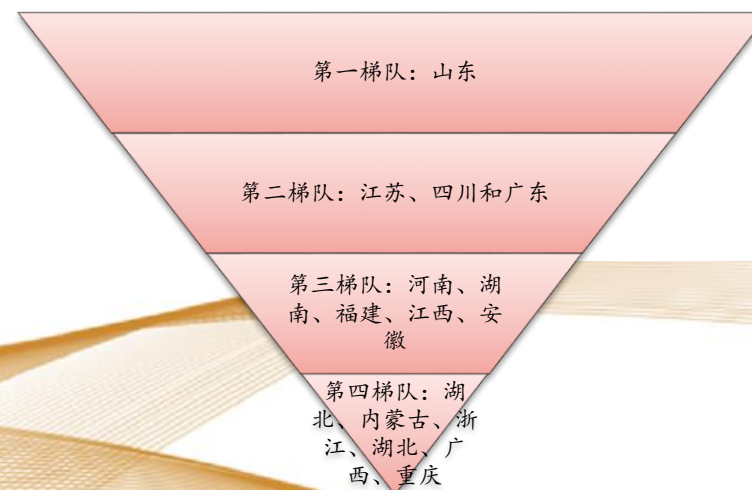 第一梯队：山东
第二梯队：江苏、四川和广东
第三梯队：河南、湖
南、福建、江西、安
徽
第四梯队：湖
北、内蒙古、浙
江、湖北、广
西、重庆